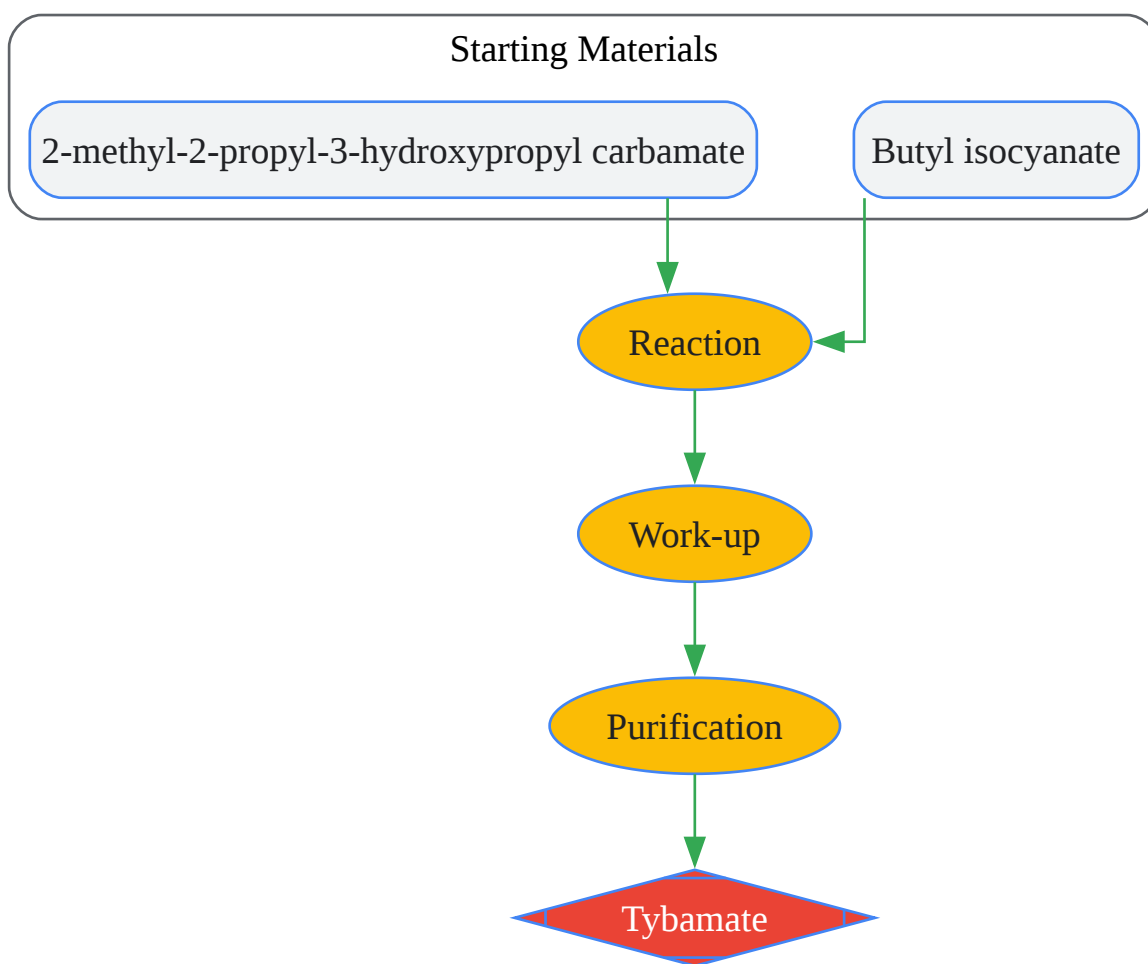 Starting Materials
2-methyl-2-propyl-3-hydroxypropyl carbamate
Butyl isocyanate
Reaction
Work-up
Purification
Tybamate